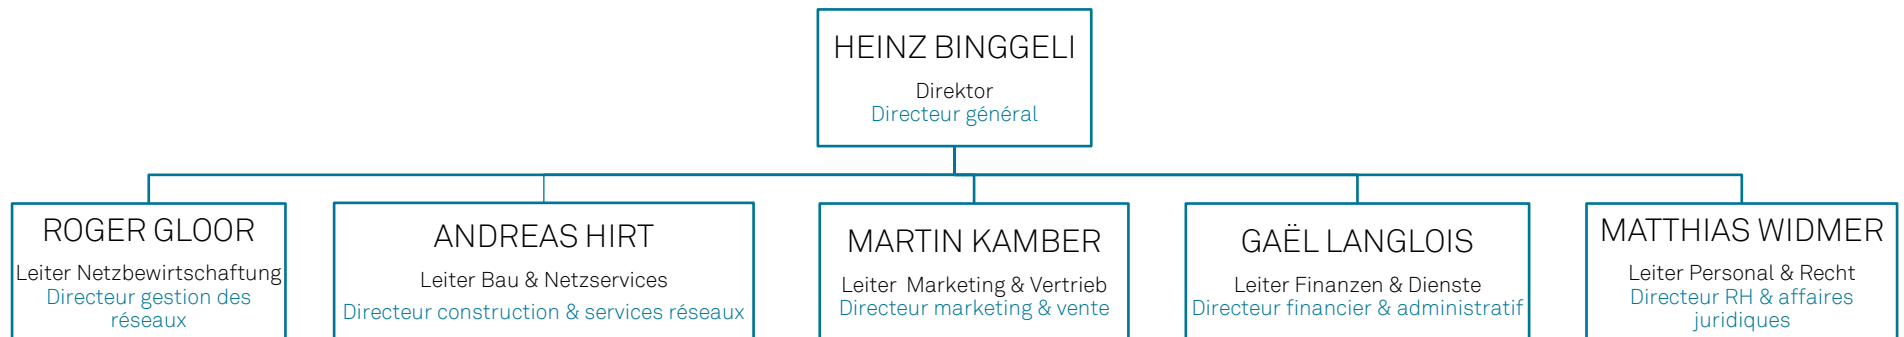 HEINZ BINGGELI
Direktor
Directeur général
ROGER GLOOR
Leiter Netzbewirtschaftung
Directeur gestion des
réseaux
ANDREAS HIRT
Leiter Bau & Netzservices
Directeur construction & services réseaux
MARTIN KAMBER
Leiter Marketing & Vertrieb
Directeur marketing & vente
GAËL LANGLOIS
Leiter Finanzen & Dienste
Directeur financier & administratif
MATTHIAS WIDMER
Leiter Personal & Recht
Directeur RH & affaires
juridiques